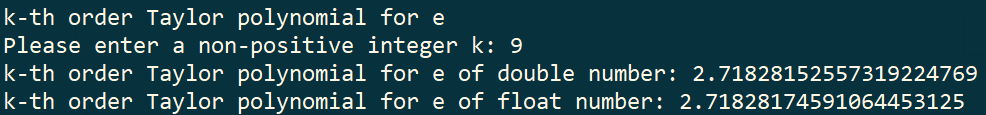 k-th order Taylor polynomial for e
Please enter a non-positive integer k: 9
k-th order Taylor polynomial for e of double number: 2.71828152557319224769
k-th order Taylor polynomial for e of float number: 2.71828174591064453125